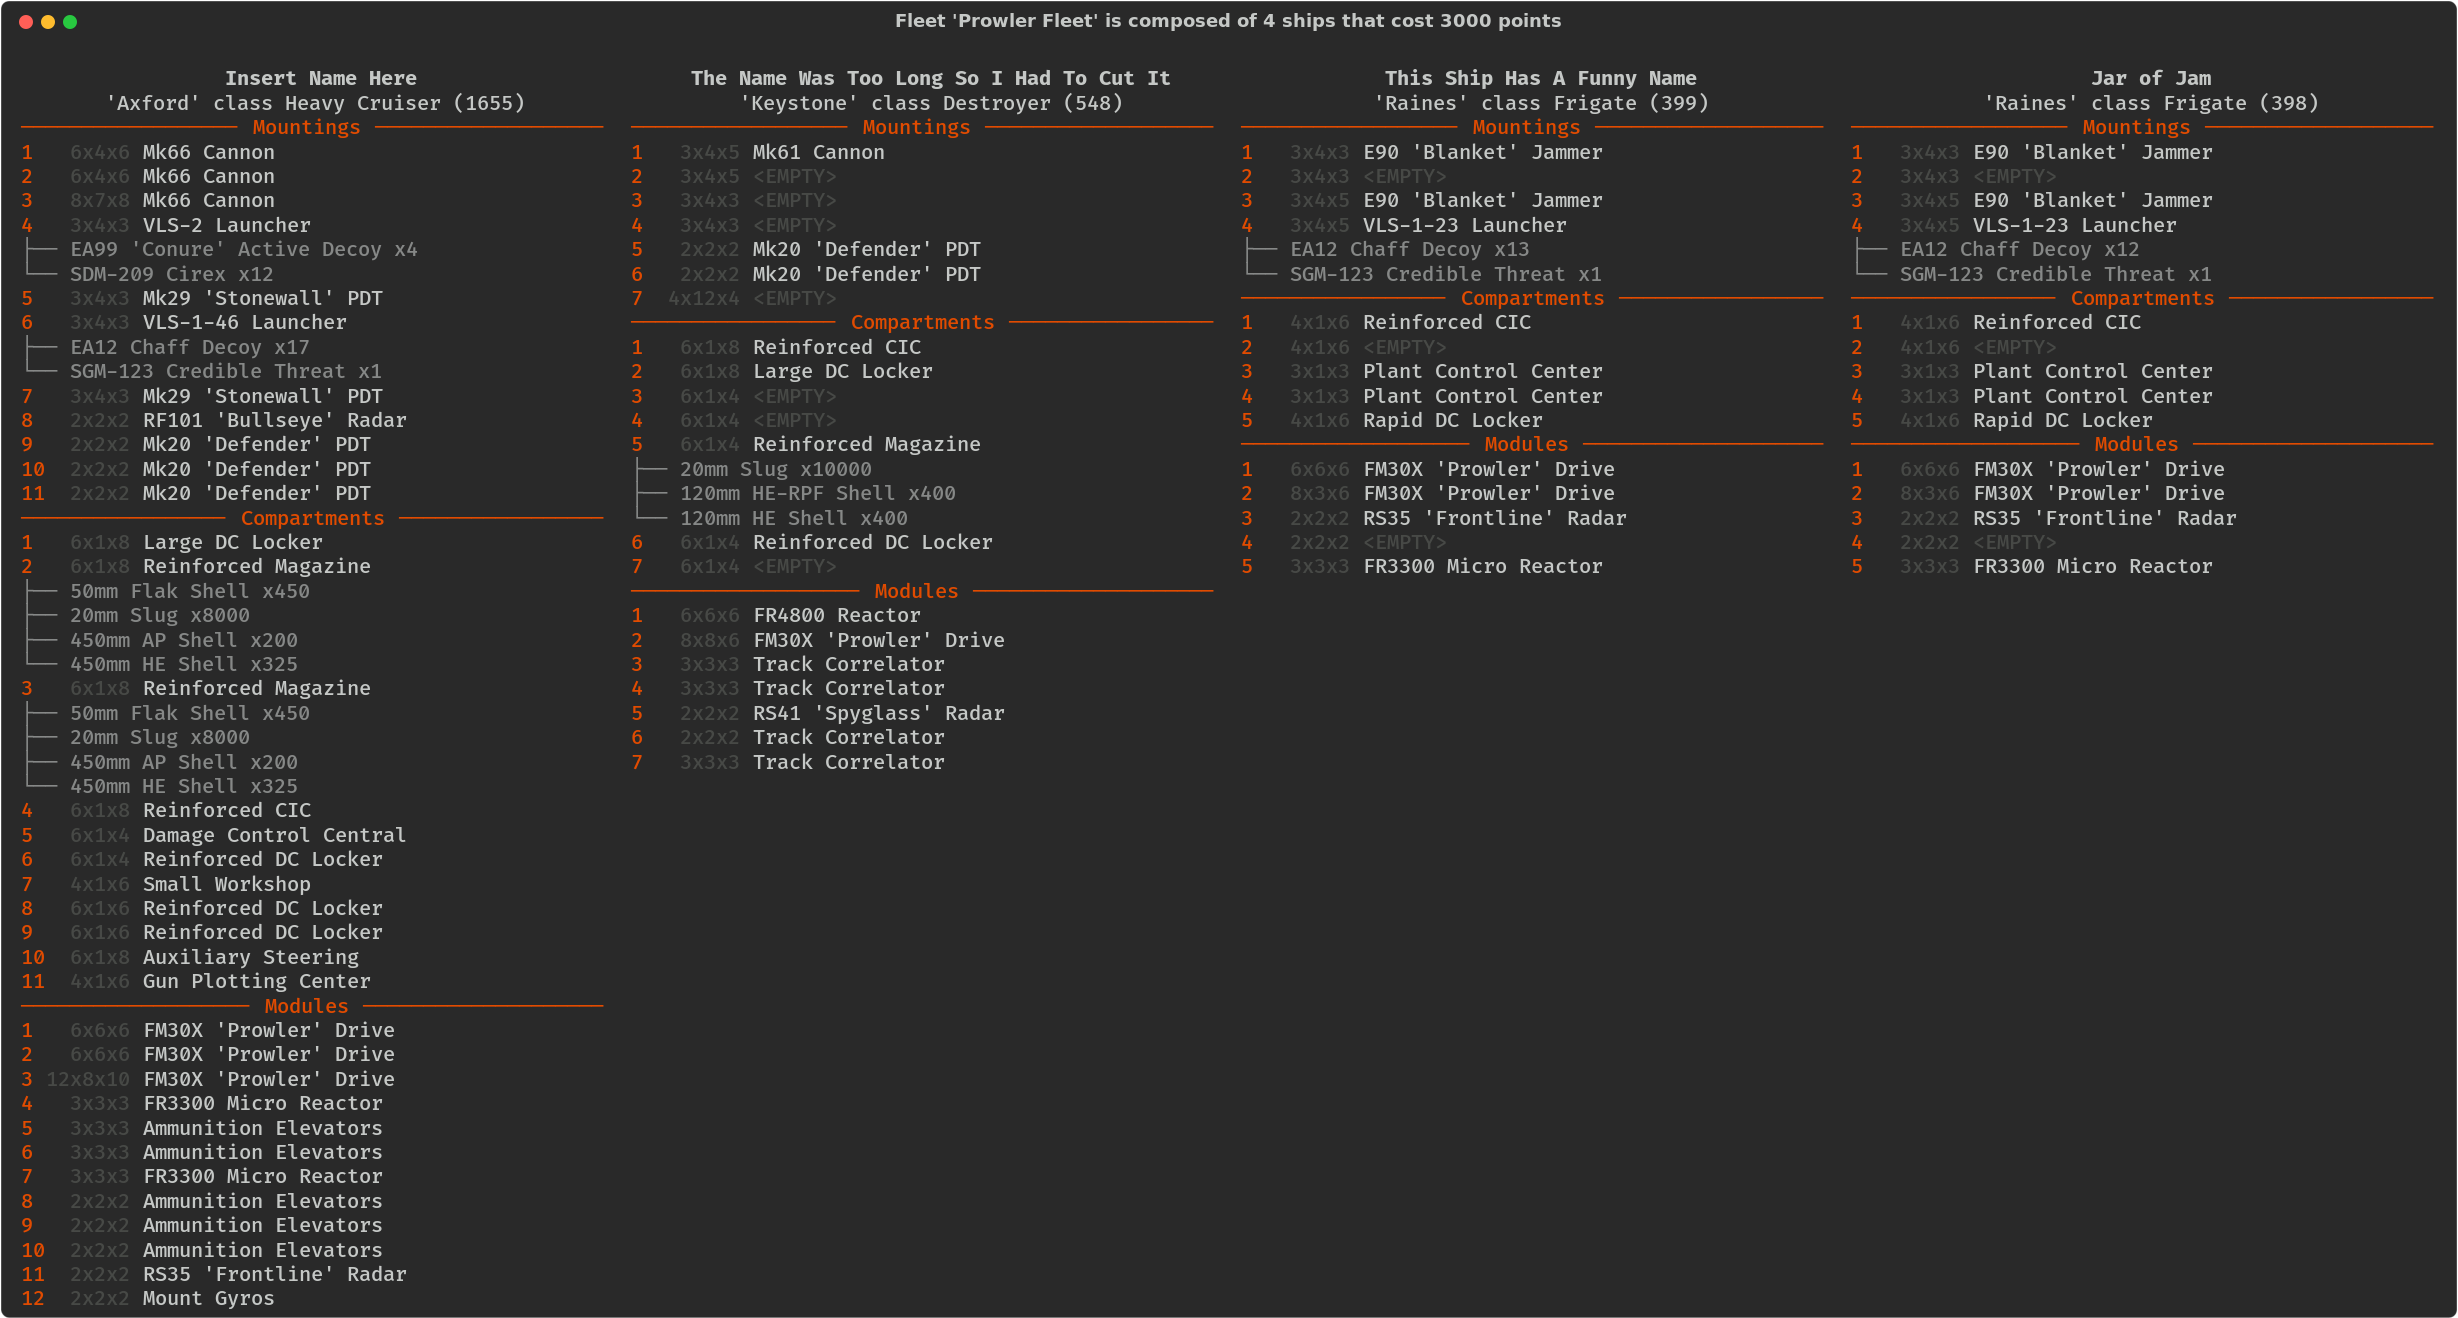 Fleet 'Prowler Fleet' is composed of 4 ships that cost 3000 points
Insert Name Here
'Axford' class Heavy Cruiser (1655)
Mountings
1 6x4x6 Mk66 Cannon
2 6x4x6 Mk66 Cannon
3 8x7x8 Mk66 Cannon
4 3x4x3 VLS-2 Launcher
EA99 'Conure' Active Decoy x4
SDM-209 Cirex x12
5 3x4x3 Mk29 'Stonewall' PDT
6 3x4x3 VLS-1-46 Launcher
EA12 Chaff Decoy x17
SGM-123 Credible Threat x1
7 3x4x3 Mk29 'Stonewall' PDT
8 2x2x2 RF101 'Bullseye' Radar
9 2x2x2 Mk20 'Defender' PDT
10 2x2x2 Mk20 'Defender' PDT
11 2x2x2 Mk20 'Defender' PDT
Compartments
1 6x1x8 Large DC Locker
2 6x1x8 Reinforced Magazine
50mm Flak Shell x450
20mm Slug x8000
450mm AP Shell x200
450mm HE Shell x325
3 6x1x8 Reinforced Magazine
50mm Flak Shell x450
20mm Slug x8000
450mm AP Shell x200
450mm HE Shell x325
4 6x1x8 Reinforced CIC
5 6x1x4 Damage Control Central
6 6x1x4 Reinforced DC Locker
7 4x1x6 Small Workshop
8 6x1x6 Reinforced DC Locker
9 6x1x6 Reinforced DC Locker
10 6x1x8 Auxiliary Steering
11 4x1x6 Gun Plotting Center
Modules
1 6x6x6 FM30X 'Prowler' Drive
2 6x6x6 FM30X 'Prowler' Drive
3 12x8x10 FM30X 'Prowler' Drive
4 3x3x3 FR3300 Micro Reactor
5 3x3x3 Ammunition Elevators
6 3x3x3 Ammunition Elevators
7 3x3x3 FR3300 Micro Reactor
8 2x2x2 Ammunition Elevators
9 2x2x2 Ammunition Elevators
10 2x2x2 Ammunition Elevators
11 2x2x2 RS35 'Frontline' Radar
12 2x2x2 Mount Gyros
The Name Was Too Long So I Had To Cut It
'Keystone' class Destroyer (548)
Mountings
1 3x4x5 Mk61 Cannon
2 3x4x5 <EMPTY>
3 3x4x3 <EMPTY>
4 3x4x3 <EMPTY>
5 2x2x2 Mk20 'Defender' PDT
6 2x2x2 Mk20 'Defender' PDT
7 4x12x4 <EMPTY>
Compartments
1 6x1x8 Reinforced CIC
2 6x1x8 Large DC Locker
3 6x1x4 <EMPTY>
4 6x1x4 <EMPTY>
5 6x1x4 Reinforced Magazine
20mm Slug x10000
120mm HE-RPF Shell x400
120mm HE Shell x400
6 6x1x4 Reinforced DC Locker
7 6x1x4 <EMPTY>
Modules
1 6x6x6 FR4800 Reactor
2 8x8x6 FM30X 'Prowler' Drive
3 3x3x3 Track Correlator
4 3x3x3 Track Correlator
5 2x2x2 RS41 'Spyglass' Radar
6 2x2x2 Track Correlator
7 3x3x3 Track Correlator
This Ship Has A Funny Name
'Raines' class Frigate (399)
Mountings
1 3x4x3 E90 'Blanket' Jammer
2 3x4x3 <EMPTY>
3 3x4x5 E90 'Blanket' Jammer
4 3x4x5 VLS-1-23 Launcher
EA12 Chaff Decoy x13
SGM-123 Credible Threat x1
Compartments
1 4x1x6 Reinforced CIC
2 4x1x6 <EMPTY>
3 3x1x3 Plant Control Center
4 3x1x3 Plant Control Center
5 4x1x6 Rapid DC Locker
Modules
1 6x6x6 FM30X 'Prowler' Drive
2 8x3x6 FM30X 'Prowler' Drive
3 2x2x2 RS35 'Frontline' Radar
4 2x2x2 <EMPTY>
5 3x3x3 FR3300 Micro Reactor
Jar of Jam
'Raines' class Frigate (398)
Mountings
1 3x4x3 E90 'Blanket' Jammer
2 3x4x3 <EMPTY>
3 3x4x5 E90 'Blanket' Jammer
4 3x4x5 VLS-1-23 Launcher
EA12 Chaff Decoy x12
SGM-123 Credible Threat x1
Compartments
1 4x1x6 Reinforced CIC
2 4x1x6 <EMPTY>
3 3x1x3 Plant Control Center
4 3x1x3 Plant Control Center
5 4x1x6 Rapid DC Locker
Modules
1 6x6x6 FM30X 'Prowler' Drive
2 8x3x6 FM30X 'Prowler' Drive
3 2x2x2 RS35 'Frontline' Radar
4 2x2x2 <EMPTY>
5 3x3x3 FR3300 Micro Reactor